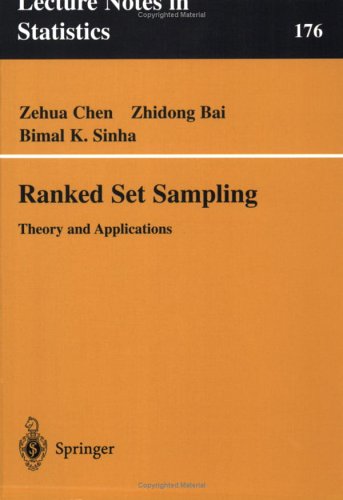 Lecture Notes in
Statistics 176
Zehua Chen Zhidong Bai
Bimal K. Sinha
Ranked Set Sampling
Theory and Applications
Springer